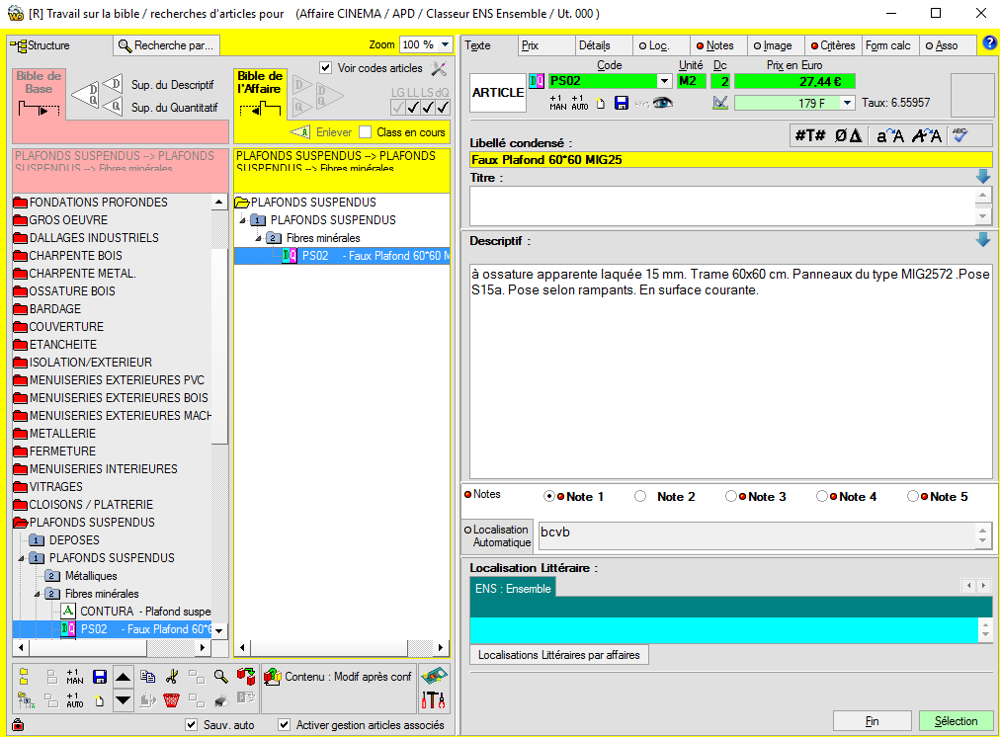 [R] Travail sur la bible / recherches d'articles pour (Affaire CINEMA / APD / Classeur ENS Ensemble / Ut. 000 )
Structure
Recherche par...
Zoom 100 %
Bible de
Base
D
Q
D
Q
Sup. du Descriptif
Sup. du Quantitatif
Bible de
l'Affaire
Voir codes articles
D
Q
D
Q
LG LL LS dQ
Enlever
Class en cours
PLAFONDS SUSPENDUS --> PLAFONDS
SUSPENDUS --> Fibres minérales
PLAFONDS SUSPENDUS --> PLAFONDS
SUSPENDUS --> Fibres minérales
FONDATIONS PROFONDES
GROS OEUVRE
DALLAGES INDUSTRIELS
CHARPENTE BOIS
CHARPENTE METAL.
OSSATURE BOIS
BARDAGE
COUVERTURE
ETANCHEITE
ISOLATION/EXTERIEUR
MENUISERIES EXTERIEURES PVC
MENUISERIES EXTERIEURES BOIS
MENUISERIES EXTERIEURES MACH
METALLERIE
FERMETURE
MENUISERIES INTERIEURES
VITRAGES
CLOISONS / PLATRERIE
PLAFONDS SUSPENDUS
1 DEPOSES
1 PLAFONDS SUSPENDUS
2 Métalliques
2 Fibres minérales
A CONTURA - Plafond suspe
D Q PS02 - Faux Plafond 60*6
PLAFONDS SUSPENDUS
1 PLAFONDS SUSPENDUS
2 Fibres minérales
D Q PS02 - Faux Plafond 60*60 M
+1
MAN
+1
AUTO
Contenu : Modif après conf
Sauv. auto
Activer gestion articles associés
Texte
Prix
Détails
Loc.
Notes
Image
Critères
Form calc
Asso
?
ARTICLE
Code
Unité
Dc
Prix en Euro
D Q PS02
M2
2
27,44 €
+1
MAN
+1
AUTO
179 F
Taux: 6.55957
#T#
ABC
Libellé condensé :
Faux Plafond 60*60 MIG25
Titre :
Descriptif :
à ossature apparente laquée 15 mm. Trame 60x60 cm. Panneaux du type MIG2572 .Pose
S15a. Pose selon rampants. En surface courante.
Notes
Note 1
Note 2
Note 3
Note 4
Note 5
Localisation
Automatique
bcvb
Localisation Littéraire :
ENS : Ensemble
Localisations Littéraires par affaires
Fin
Sélection